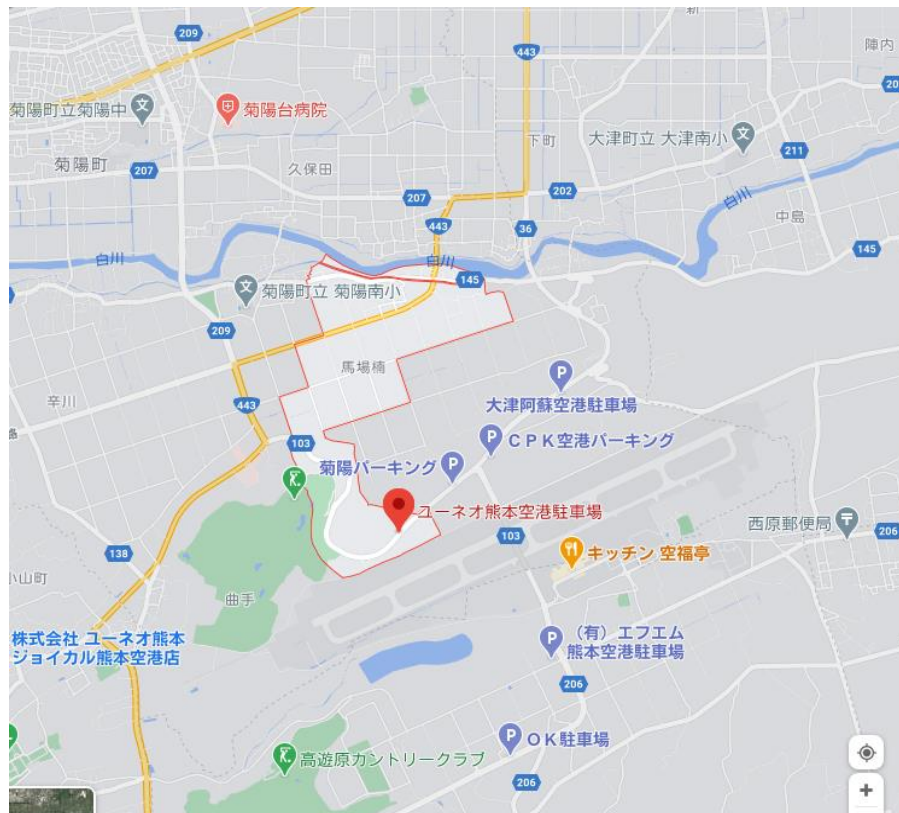 209
新
443
陣内
20
菊陽町立菊陽中
菊陽台病院
下町
大津町立 大津南小
211
菊陽町
207
久保田
207
202
白川
中島
443
36
145
白川
白川
145
菊陽町立 菊陽南小
209
馬場楠
辛川
443
大津阿蘇空港駐車場
103
CPK空港パーキング
菊陽パーキング
ユーネオ熊本空港駐車場
西原郵便局
103
206
138
キッチン 空福亭
小山町
曲手
株式会社 ユーネオ熊本
ジョイカル熊本空港店
(有)エフエム
熊本空港駐車場
206
OK駐車場
高遊原カントリークラブ
206